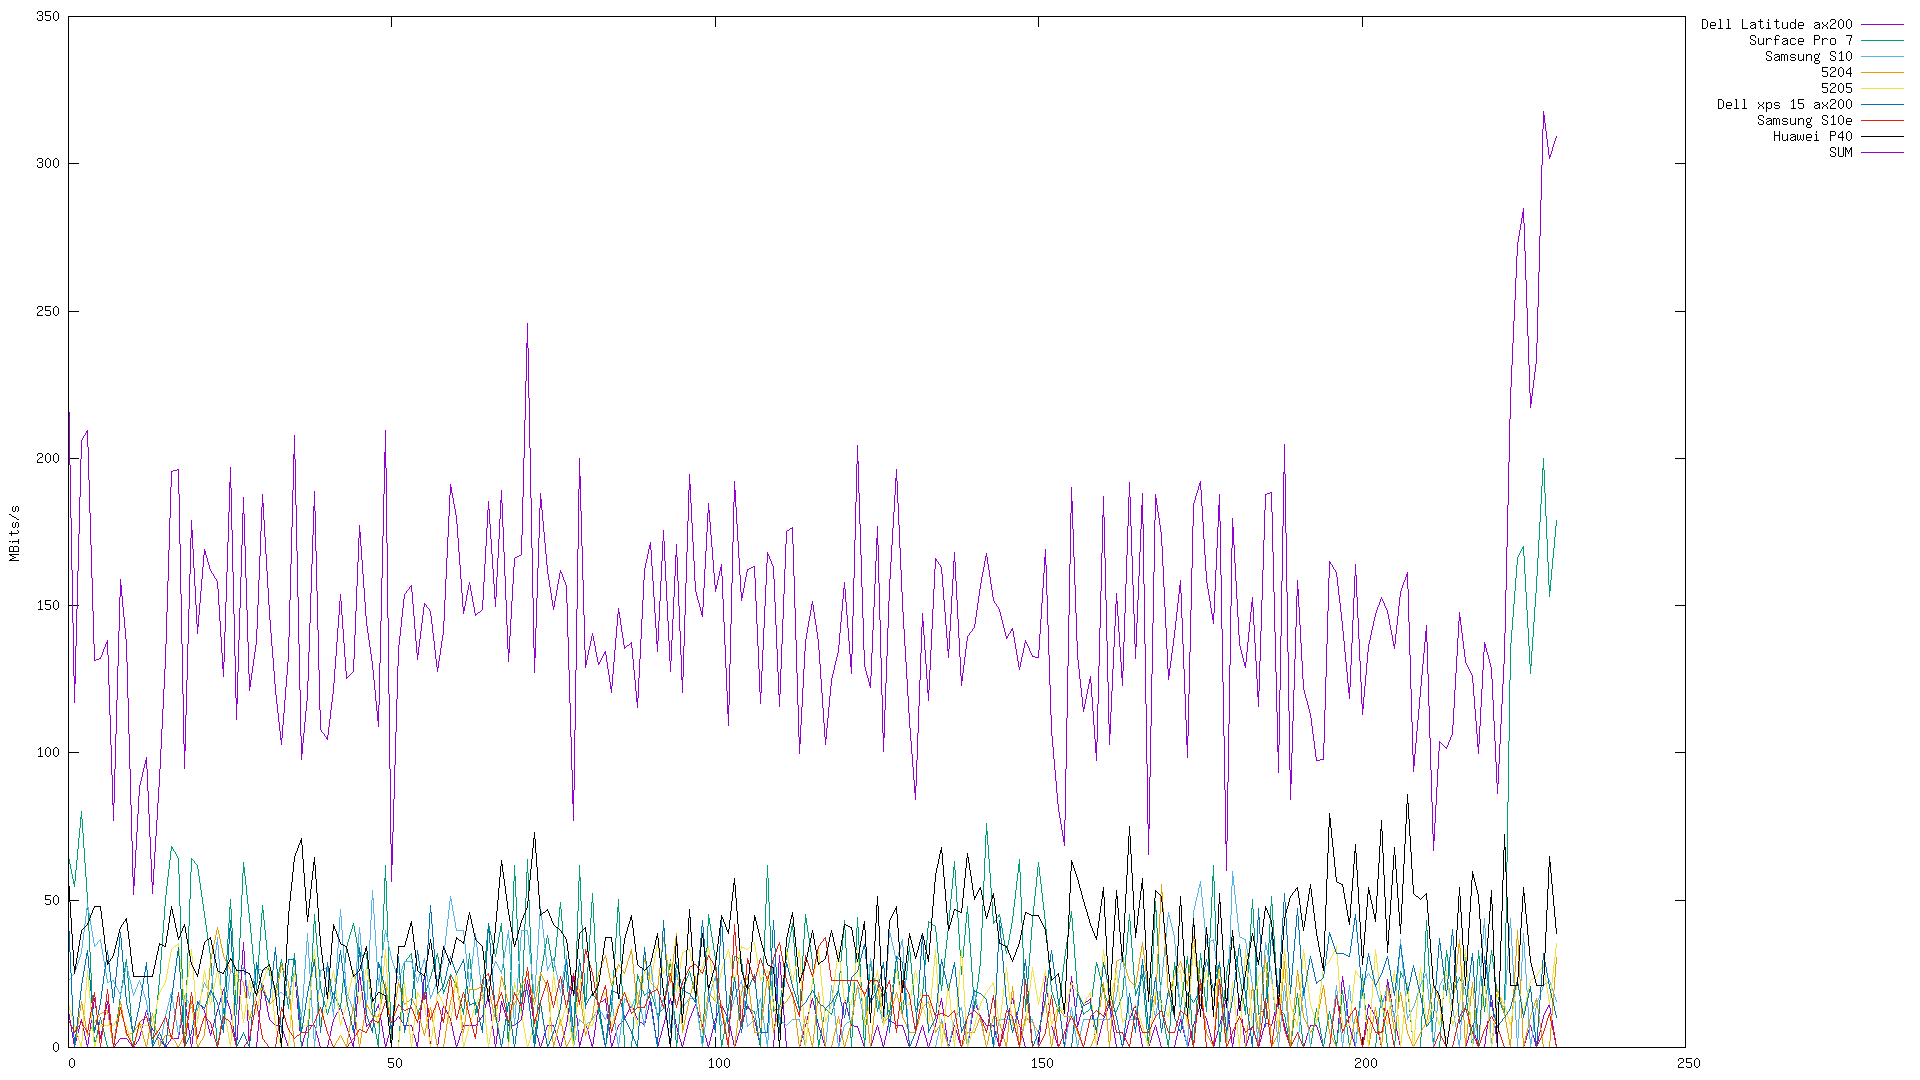 350
300
250
200
150
100
50
0
MBits/s
0 50 100 150 200 250
Dell Latitude ax200
Surface Pro 7
Samsung S10
5204
5205
Dell xps 15 ax200
Samsung S10e
Huawei P40
SUM